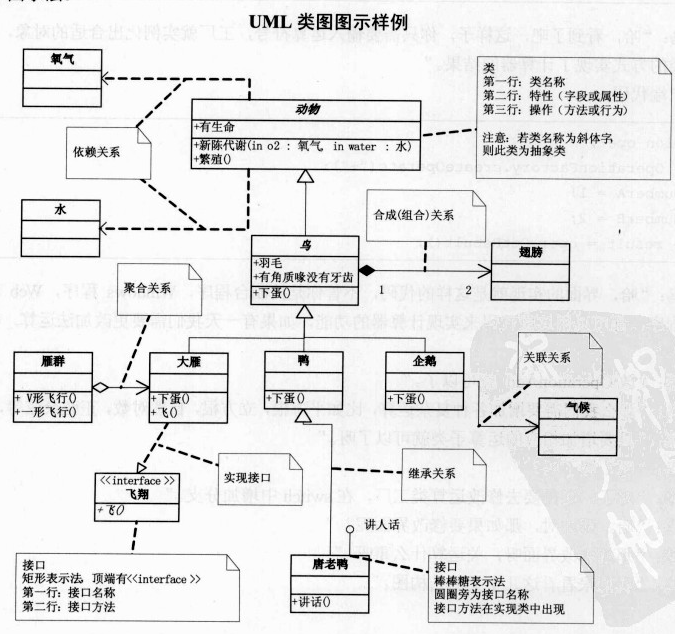 UML 类图图示样例
氧气
动物
+有生命
+新陈代谢(in o2 : 氧气, in water : 水)
+繁殖()
类
第一行：类名称
第二行：特性（字段或属性）
第三行：操作（方法或行为）
注意：若类名称为斜体字，
则此类为抽象类
依赖关系
水
鸟
+羽毛
+有角质喙没有牙齿
+下蛋()
合成(组合)关系
1
2
翅膀
聚合关系
雁群
+ V形飞行()
+ 一形飞行()
大雁
+下蛋()
+飞()
鸭
+下蛋()
企鹅
+下蛋()
关联关系
气候
<<interface >>
飞翔
+飞()
实现接口
继承关系
讲人话
接口
矩形表示法，顶端有<<interface >>
第一行：接口名称
第二行：接口方法
唐老鸭
+讲话()
接口
棒棒糖表示法
圆圈旁为接口名称
接口方法在实现类中出现